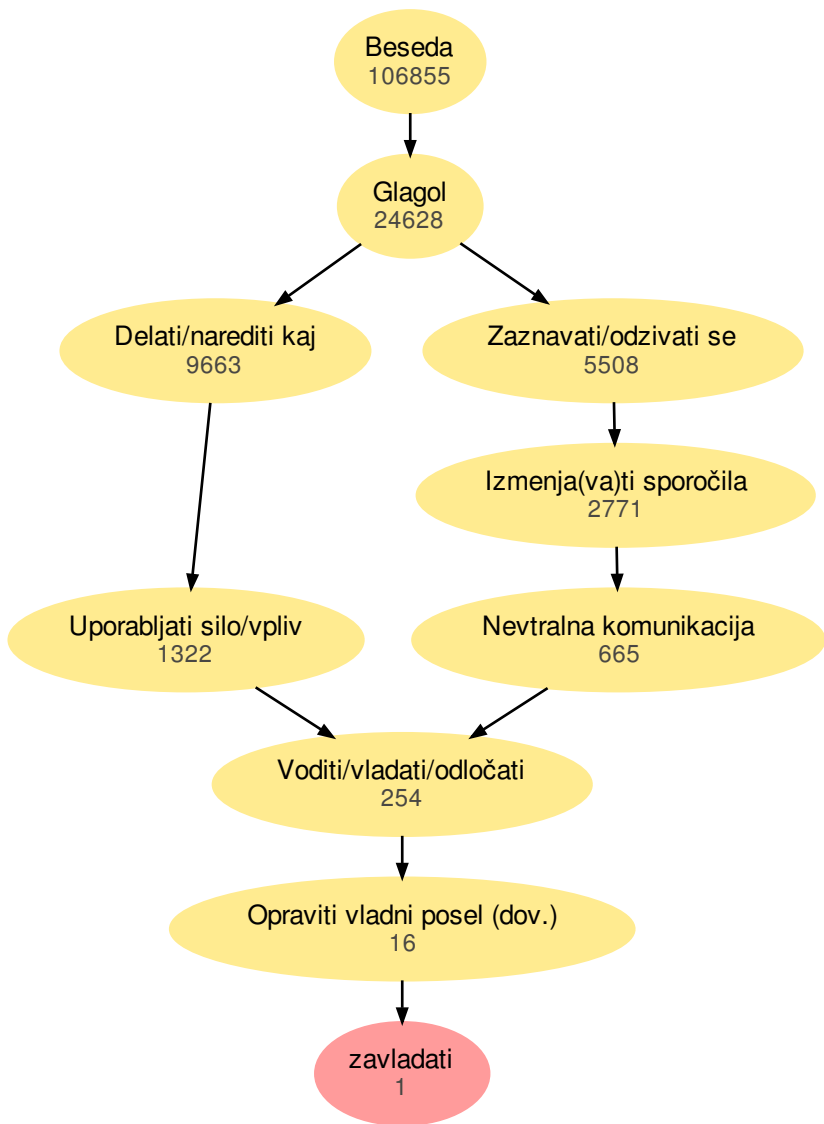 Beseda
106855
Glagol
24628
Delati/narediti kaj
9663
Zaznavati/odzivati se
5508
Izmenja(va)ti sporočila
2771
Uporabljati silo/vpliv
1322
Nevtralna komunikacija
665
Voditi/vladati/odločati
254
Opraviti vladni posel (dov.)
16
zavladati
1